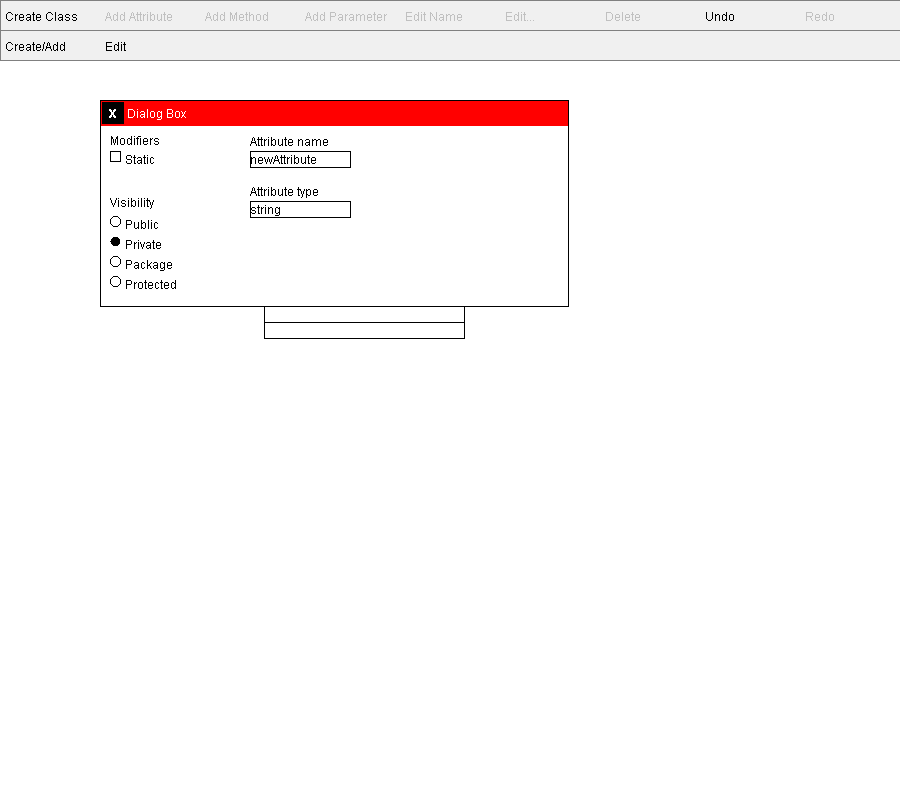 Create Class Add Attribute Add Method Add Parameter Edit Name Edit... Delete Undo Redo
Create/Add Edit
X Dialog Box
Modifiers
Static
Visibility
Public
Private
Package
Protected
Attribute name
newAttribute
Attribute type
string